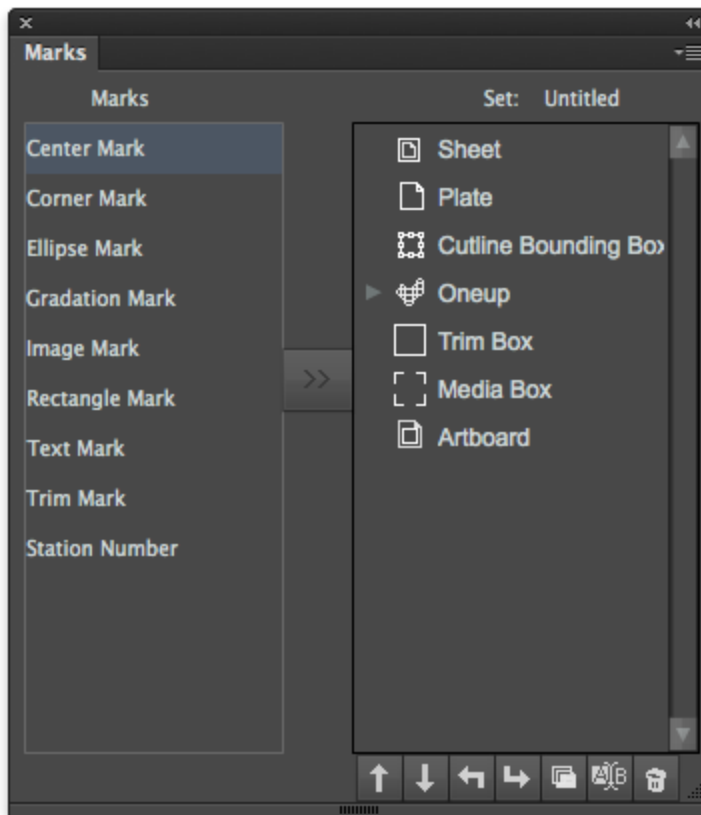 Marks
Marks
Set: Untitled
Center Mark
Corner Mark
Ellipse Mark
Gradation Mark
Image Mark
Rectangle Mark
Text Mark
Trim Mark
Station Number
>>
Sheet
Plate
Cutline Bounding Box
Oneup
Trim Box
Media Box
Artboard
A B